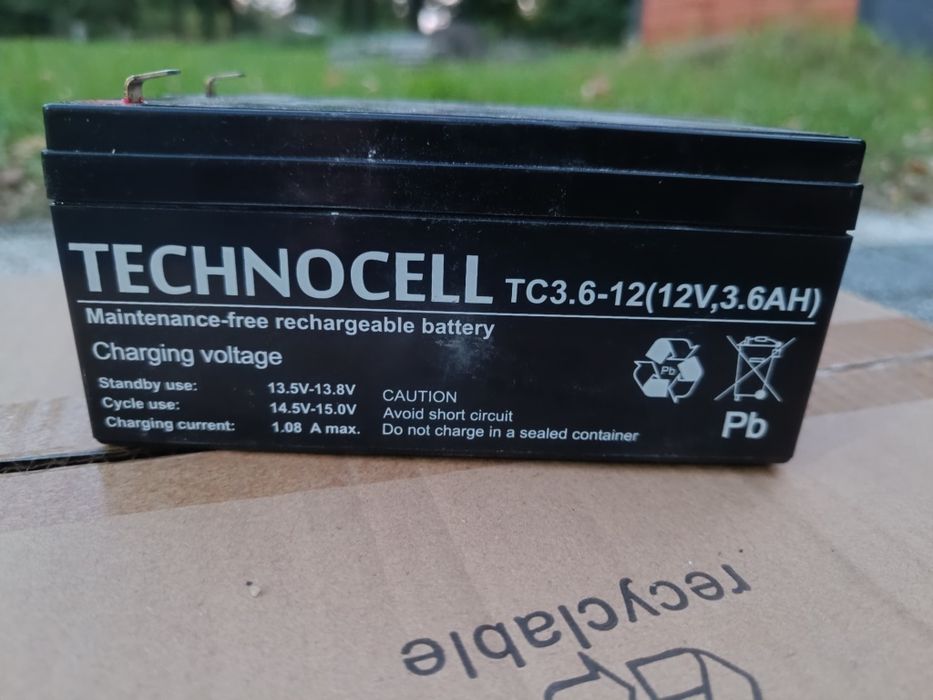 TECHNOCELL TC3.6-12(12V,3.6AH)
Maintenance-free rechargeable battery
Charging voltage
Standby use: 13.5V-13.8V
Cycle use: 14.5V-15.0V
Charging current: 1.08 A max.
CAUTION
Avoid short circuit
Do not charge in a sealed container
Pb
Pb
recyclable